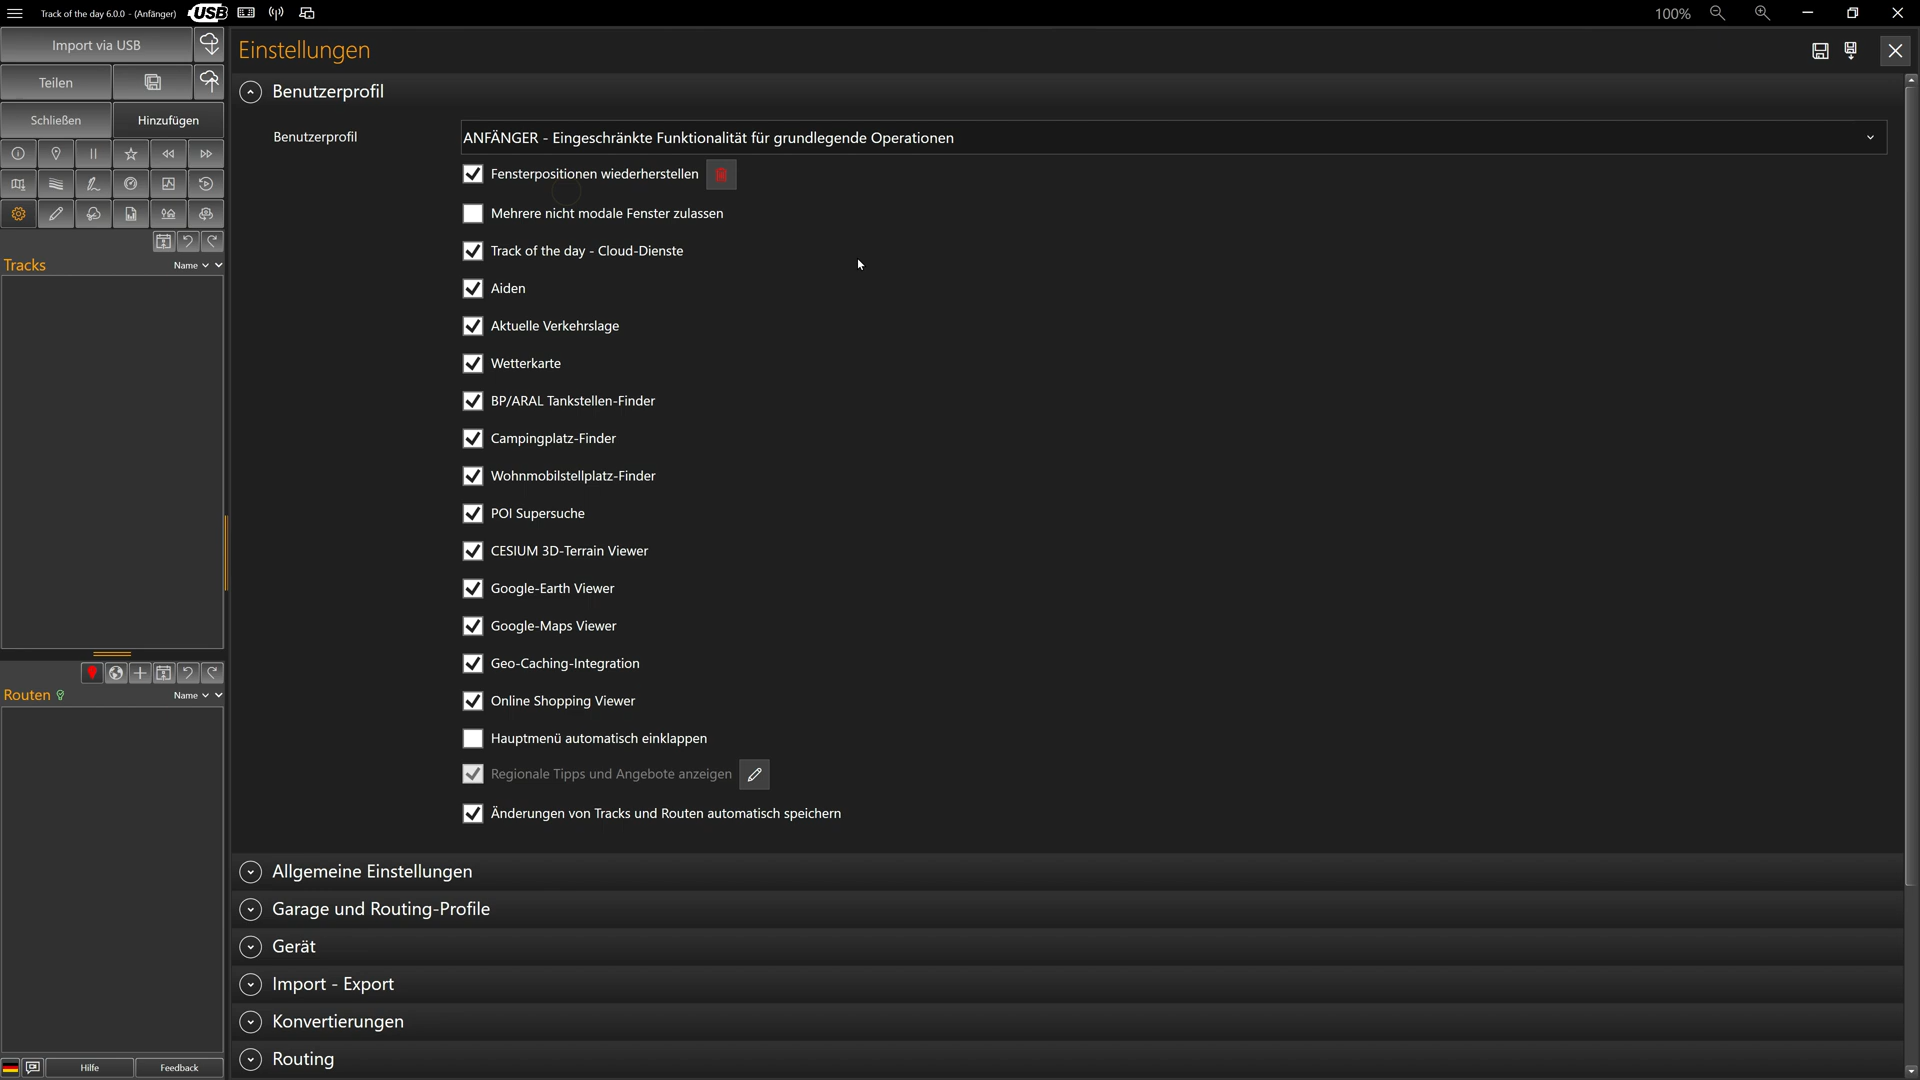 Track of the day 6.0.0 - (Anfänger)
USB
100%
Import via USB
Teilen
Schließen
Hinzufügen
Tracks
Name
Routen
Name
Hilfe
Feedback
Einstellungen
Benutzerprofil
Benutzerprofil
ANFÄNGER - Eingeschränkte Funktionalität für grundlegende Operationen
Fensterpositionen wiederherstellen
Mehrere nicht modale Fenster zulassen
Track of the day - Cloud-Dienste
Aiden
Aktuelle Verkehrslage
Wetterkarte
BP/ARAL Tankstellen-Finder
Campingplatz-Finder
Wohnmobilstellplatz-Finder
POI Supersuche
CESIUM 3D-Terrain Viewer
Google-Earth Viewer
Google-Maps Viewer
Geo-Caching-Integration
Online Shopping Viewer
Hauptmenü automatisch einklappen
Regionale Tipps und Angebote anzeigen
Änderungen von Tracks und Routen automatisch speichern
Allgemeine Einstellungen
Garage und Routing-Profile
Gerät
Import - Export
Konvertierungen
Routing